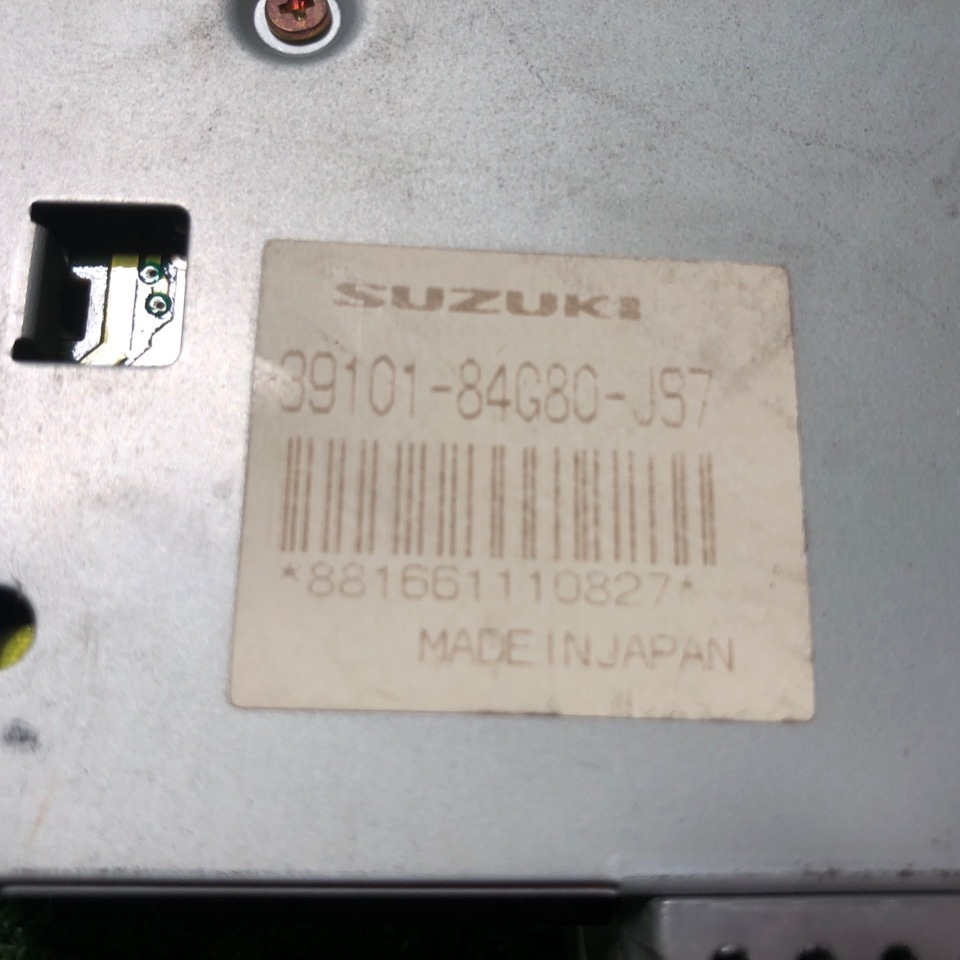 SUZUKI
39101-84G80-JS7
*881661110827*
MADE IN JAPAN